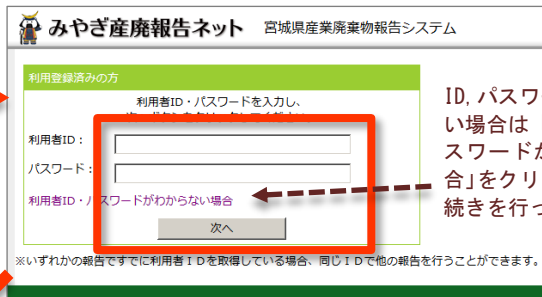 みやぎ産廃報告ネット 宮城県産業廃棄物報告システム
利用登録済みの方
利用者ID・パスワードを入力し、
利用者ID：
パスワード：
利用者ID・パスワードがわからない場合
次へ
ID,パスワ
い場合は
スワードが
合」をクリ
続きを行っ
※いずれかの報告ですでに利用者ＩＤを取得している場合、同じＩＤで他の報告を行うことができます。